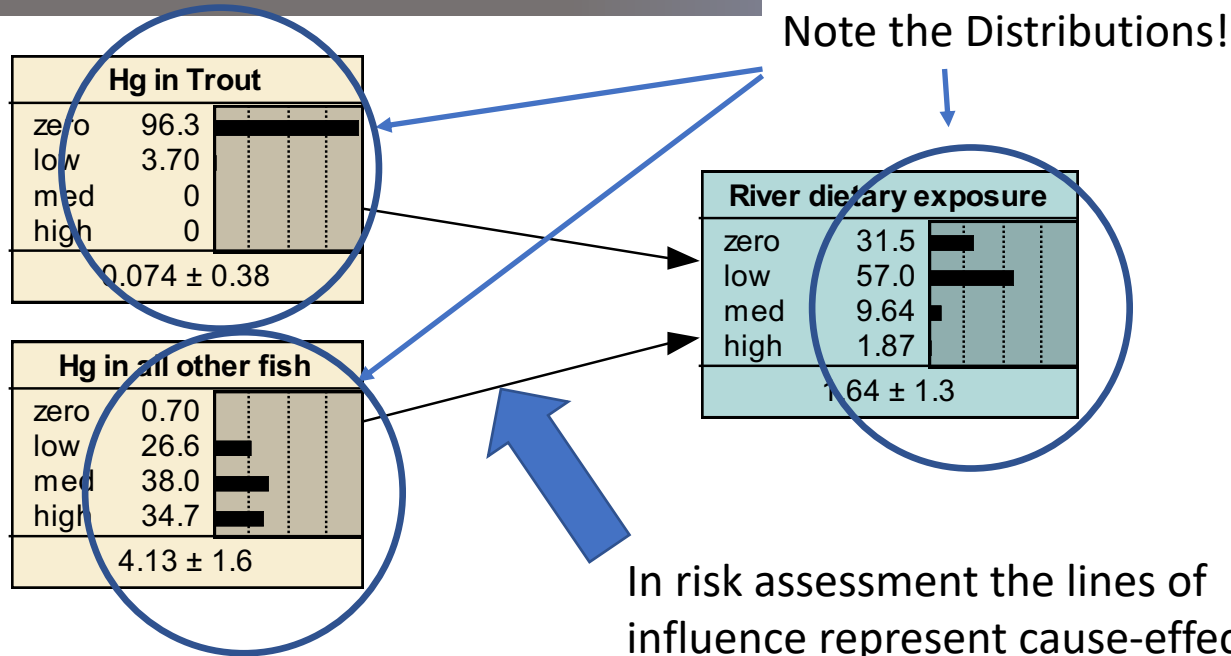 Note the Distributions!
Hg in Trout
zero 96.3
low 3.70
med 0
high 0
0.074 ± 0.38
River dietary exposure
zero 31.5
low 57.0
med 9.64
high 1.87
1.64 ± 1.3
Hg in all other fish
zero 0.70
low 26.6
med 38.0
high 34.7
4.13 ± 1.6
In risk assessment the lines of
influence represent cause-effec